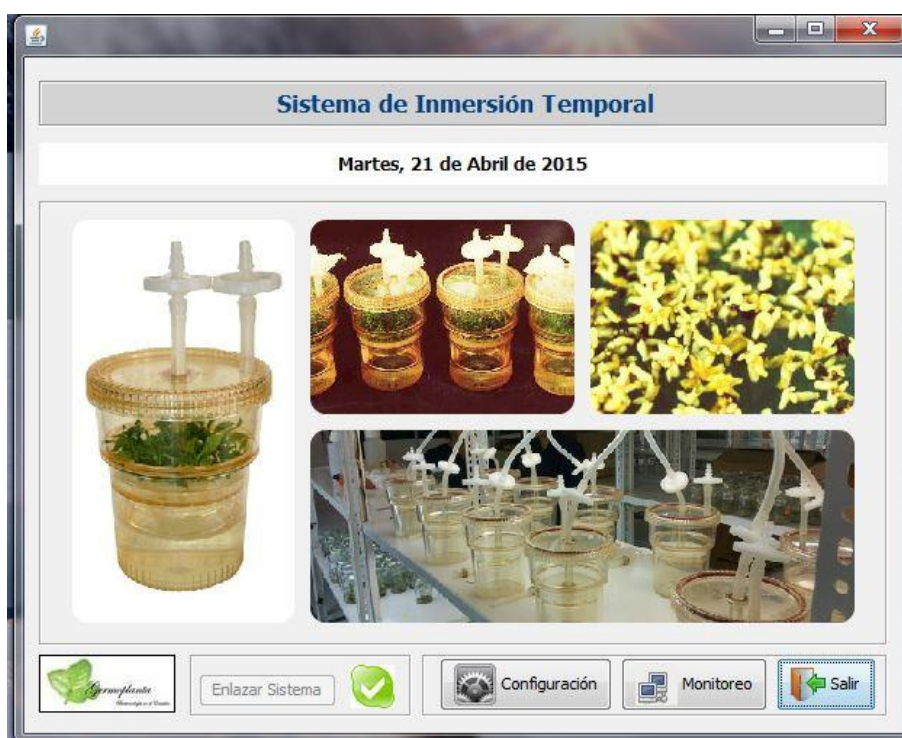 Sistema de Inmersión Temporal
Martes, 21 de Abril de 2015
Germoplanta
Enlazar Sistema
Configuración
Monitoreo
Salir